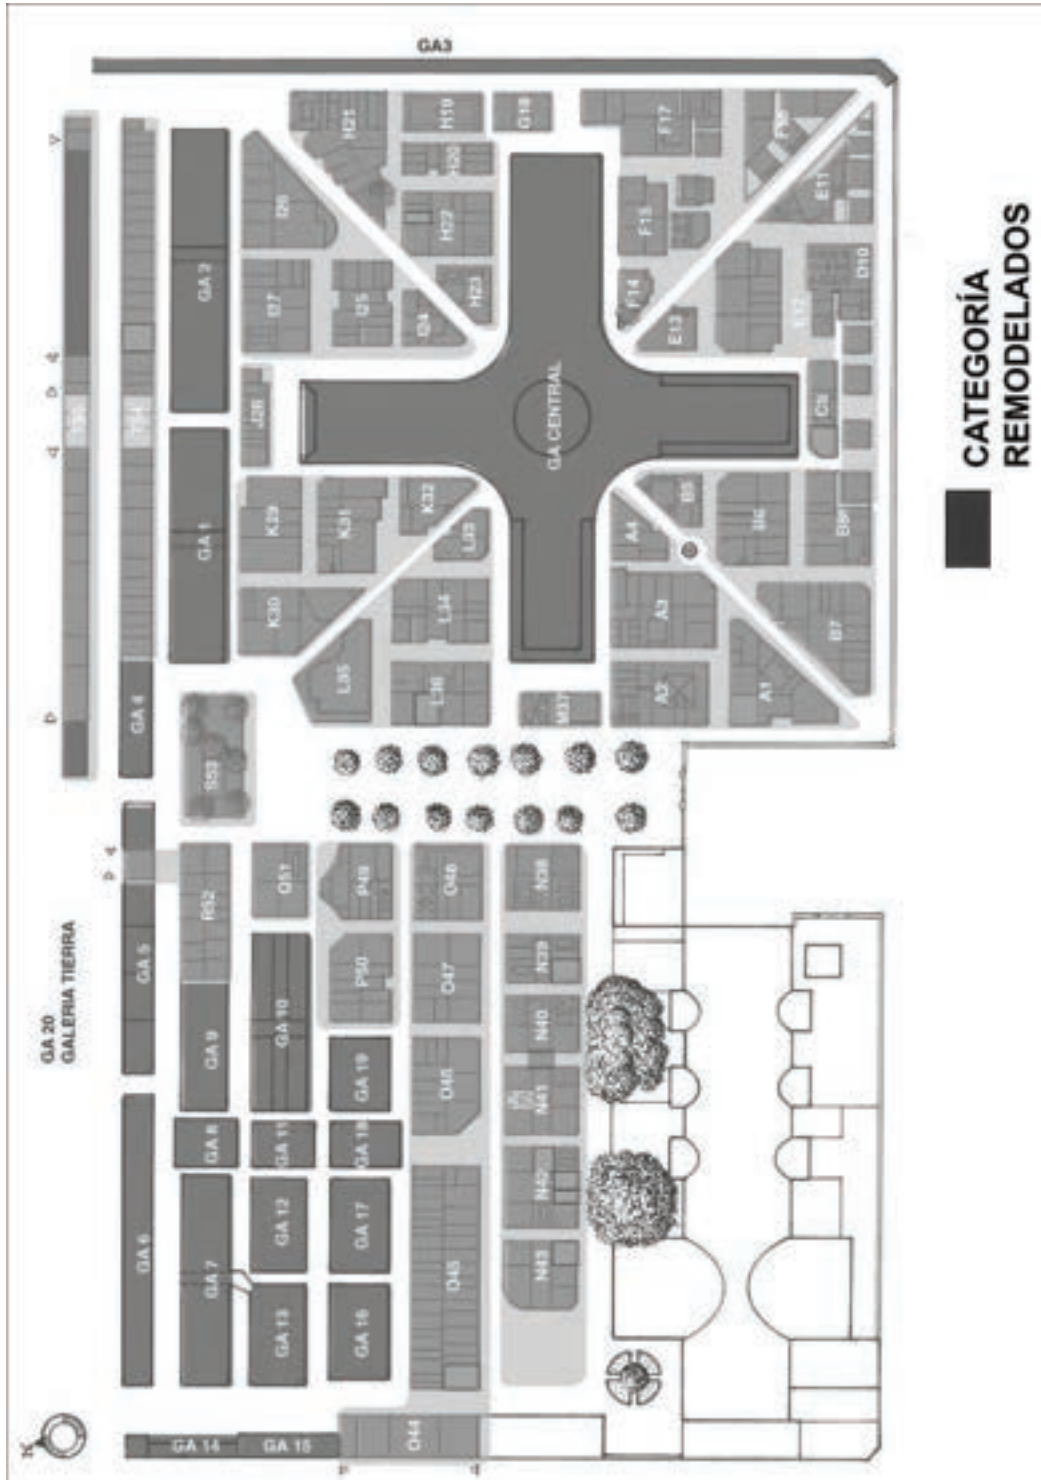 GA3
GA 20
GALERIA TIERRA
GA 2
GA 1
GA 4
GA 5
GA 6
H21
H19
G18
H20
F17
I26
H22
F15
E11
I27
I25
I24
H23
F14
E13
D10
J28
GA CENTRAL
C9
K29
K31
K32
L33
A4
B5
B6
B8
K30
L34
A3
B7
L35
L36
M37
A2
A1
S53
R52
Q51
P49
O46
N38
GA 9
GA 10
P50
O47
N39
N40
GA 19
O48
N41
GA 8
GA 11
GA 18
N42
GA 7
GA 12
GA 17
O45
N43
GA 13
GA 16
GA 14
GA 15
O44
N
CATEGORÍA
REMODELADOS